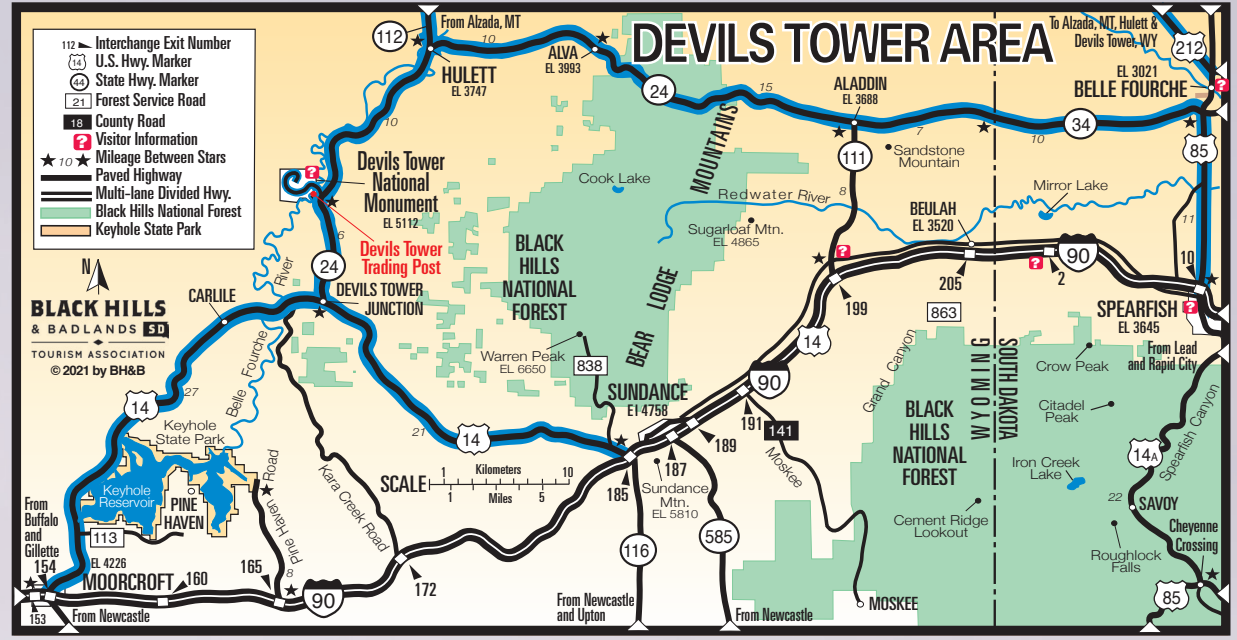 DEVILS TOWER AREA
112 Interchange Exit Number
14 U.S. Hwy. Marker
44 State Hwy. Marker
21 Forest Service Road
18 County Road
? Visitor Information
★ 10 ★ Mileage Between Stars
Paved Highway
Multi-lane Divided Hwy.
Black Hills National Forest
Keyhole State Park
N
BLACK HILLS
& BADLANDS SD
TOURISM ASSOCIATION
© 2021 by BH&B
112
From Alzada, MT
10
HULETT
EL 3747
ALVA
EL 3993
24
15
To Alzada, MT, Hulett &
Devils Tower, WY
212
EL 3021
BELLE FOURCHE
?
ALADDIN
EL 3688
7
10
34
85
111
8
Sandstone
Mountain
10
?
Devils Tower
National
Monument
EL 5112
Devils Tower
Trading Post
6
24
DEVILS TOWER
JUNCTION
CARLILE
River
Belle Fourche
27
14
Cook Lake
MOUNTAINS
LODGE
BEAR
Redwater River
Sugarloaf Mtn.
EL 4865
BLACK
HILLS
NATIONAL
FOREST
Mirror Lake
BEULAH
EL 3520
?
205
?
2
90
11
10
SPEARFISH
EL 3645
?
From Lead
and Rapid City
199
14
863
Grand Canyon
WYOMING
SOUTH DAKOTA
Warren Peak
EL 6650
838
SUNDANCE
El 4758
90
191
141
189
187
185
Moskee
Sundance
Mtn.
EL 5810
21
14
SCALE
1 Kilometers 10
1 Miles 5
Keyhole
State Park
Keyhole
Reservoir
PINE
HAVEN
Pine Haven
Road
8
Kara Creek Road
113
From
Buffalo
and
Gillette
154
EL 4226
MOORCROFT
160
165
90
172
153
From Newcastle
116
585
From Newcastle
and Upton
From Newcastle
MOSKEE
BLACK
HILLS
NATIONAL
FOREST
Crow Peak
Citadel
Peak
Iron Creek
Lake
Cement Ridge
Lookout
14A
Spearfish Canyon
22
SAVOY
Roughlock
Falls
Cheyenne
Crossing
85